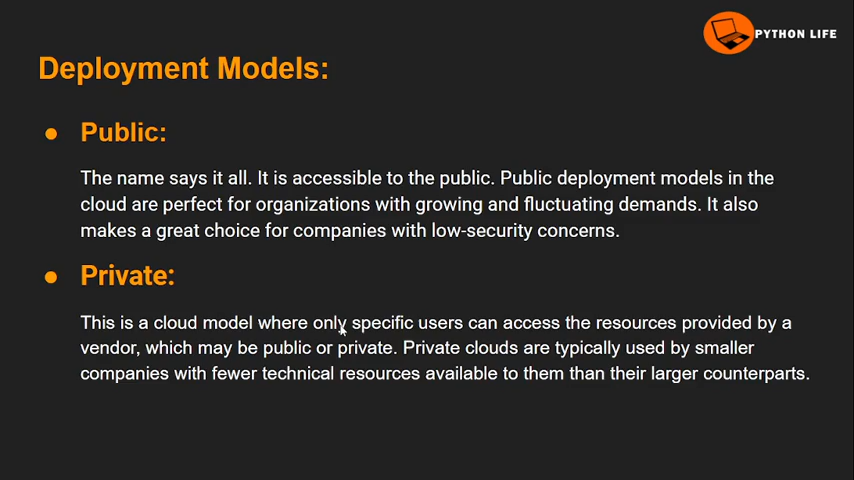 PYTHON LIFE
Deployment Models:
● Public:
The name says it all. It is accessible to the public. Public deployment models in the
cloud are perfect for organizations with growing and fluctuating demands. It also
makes a great choice for companies with low-security concerns.
● Private:
This is a cloud model where only specific users can access the resources provided by a
vendor, which may be public or private. Private clouds are typically used by smaller
companies with fewer technical resources available to them than their larger counterparts.